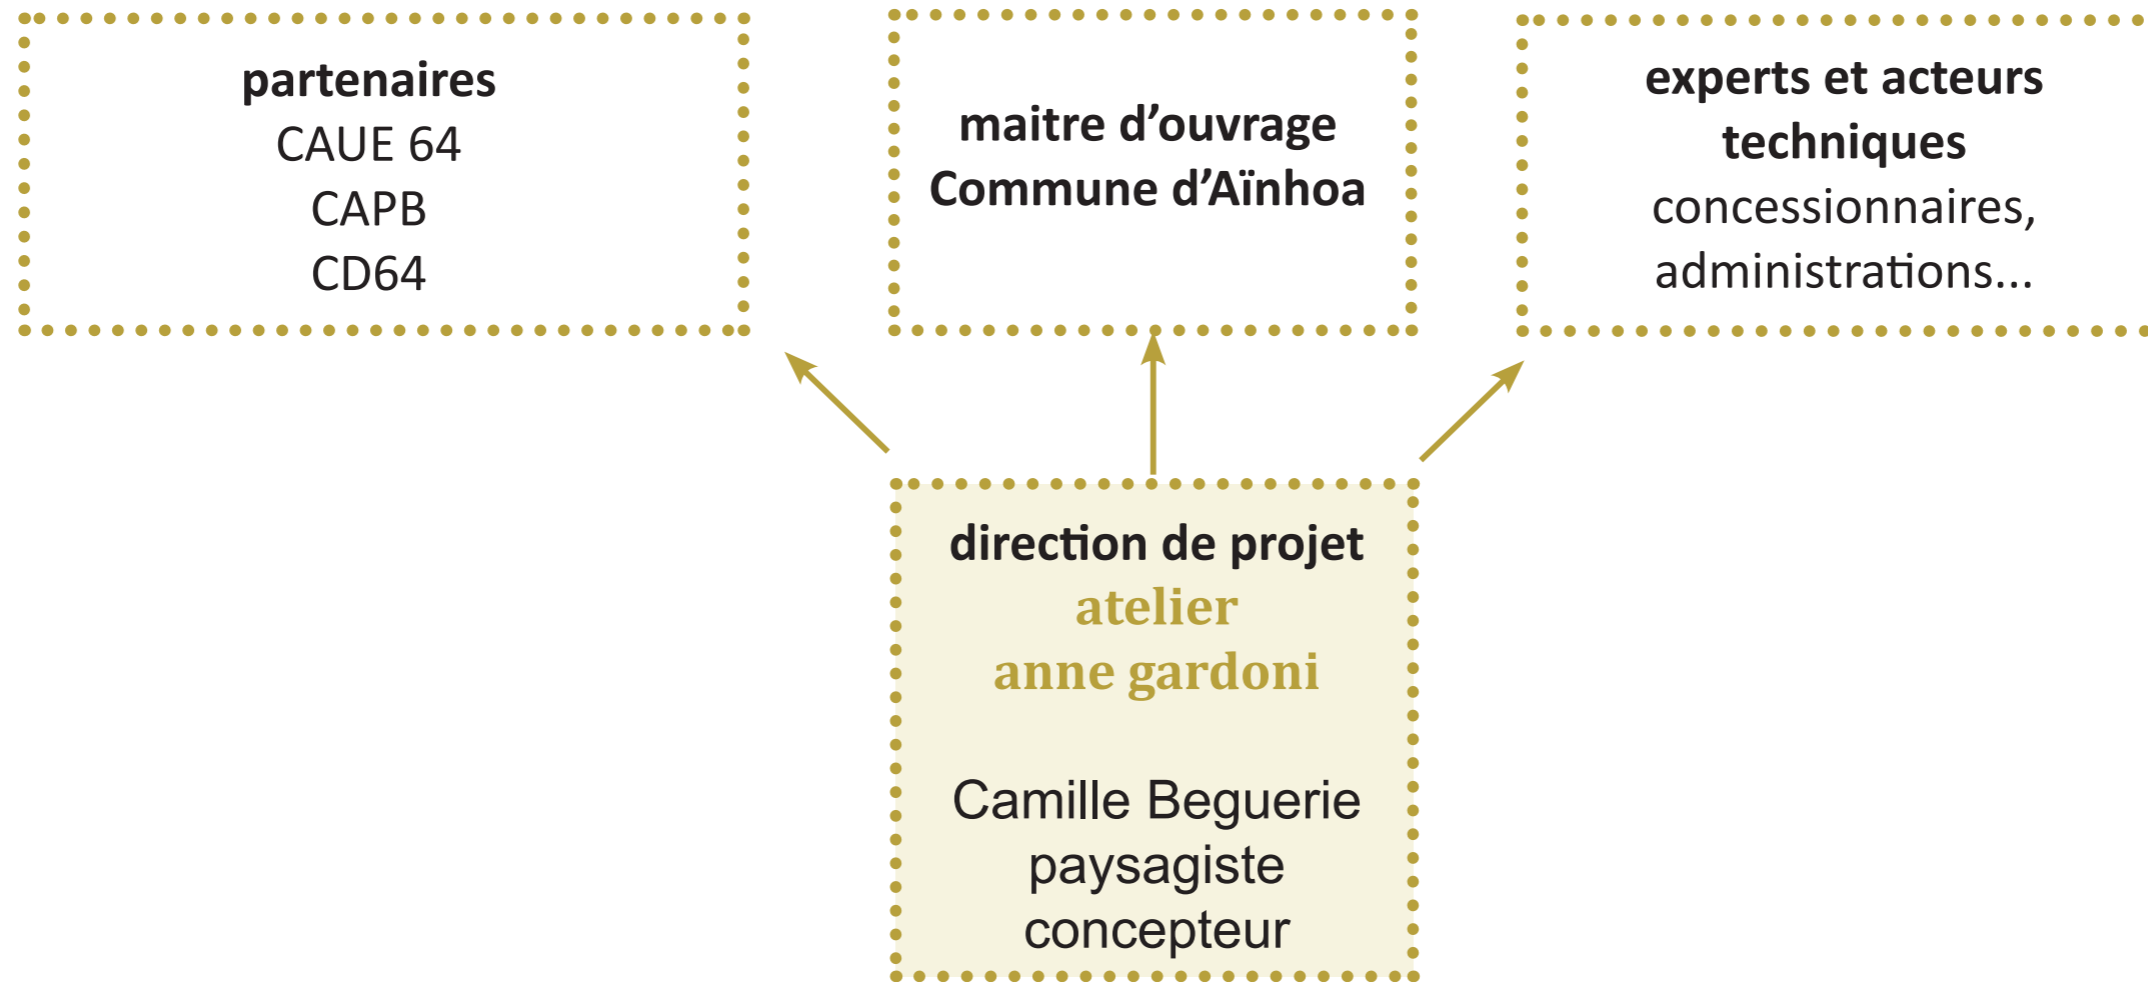 partenaires
CAUE 64
CAPB
CD64
maitre d’ouvrage
Commune d’Aïnhoa
experts et acteurs
techniques
concessionnaires,
administrations...
direction de projet
atelier
anne gardoni
Camille Beguerie
paysagiste
concepteur